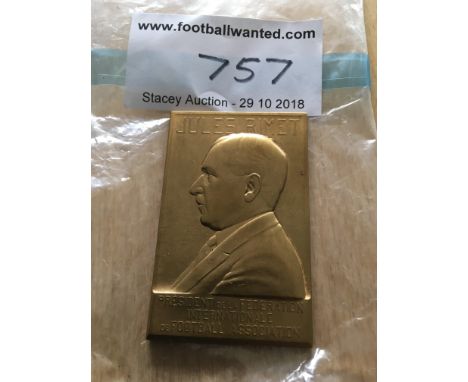 www.footballwanted.com
757
Stacey Auction - 29 10 2018
JULES RIMET
PRESIDENT DE LA FEDERATION
INTERNATIONALE
DE FOOTBALL ASSOCIATION